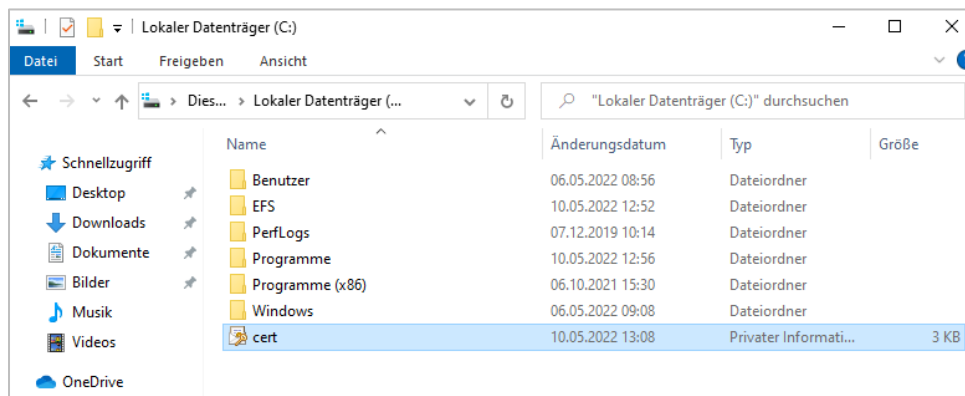 Lokaler Datenträger (C:)
Datei Start Freigeben Ansicht
Dies... Lokaler Datenträger (... "Lokaler Datenträger (C:)" durchsuchen
Name Änderungsdatum Typ Größe
Schnellzugriff
Desktop
Downloads
Dokumente
Bilder
Musik
Videos
OneDrive
Benutzer 06.05.2022 08:56 Dateiordner
EFS 10.05.2022 12:52 Dateiordner
PerfLogs 07.12.2019 10:14 Dateiordner
Programme 10.05.2022 12:56 Dateiordner
Programme (x86) 06.10.2021 15:30 Dateiordner
Windows 06.05.2022 09:08 Dateiordner
cert 10.05.2022 13:08 Privater Informati... 3 KB